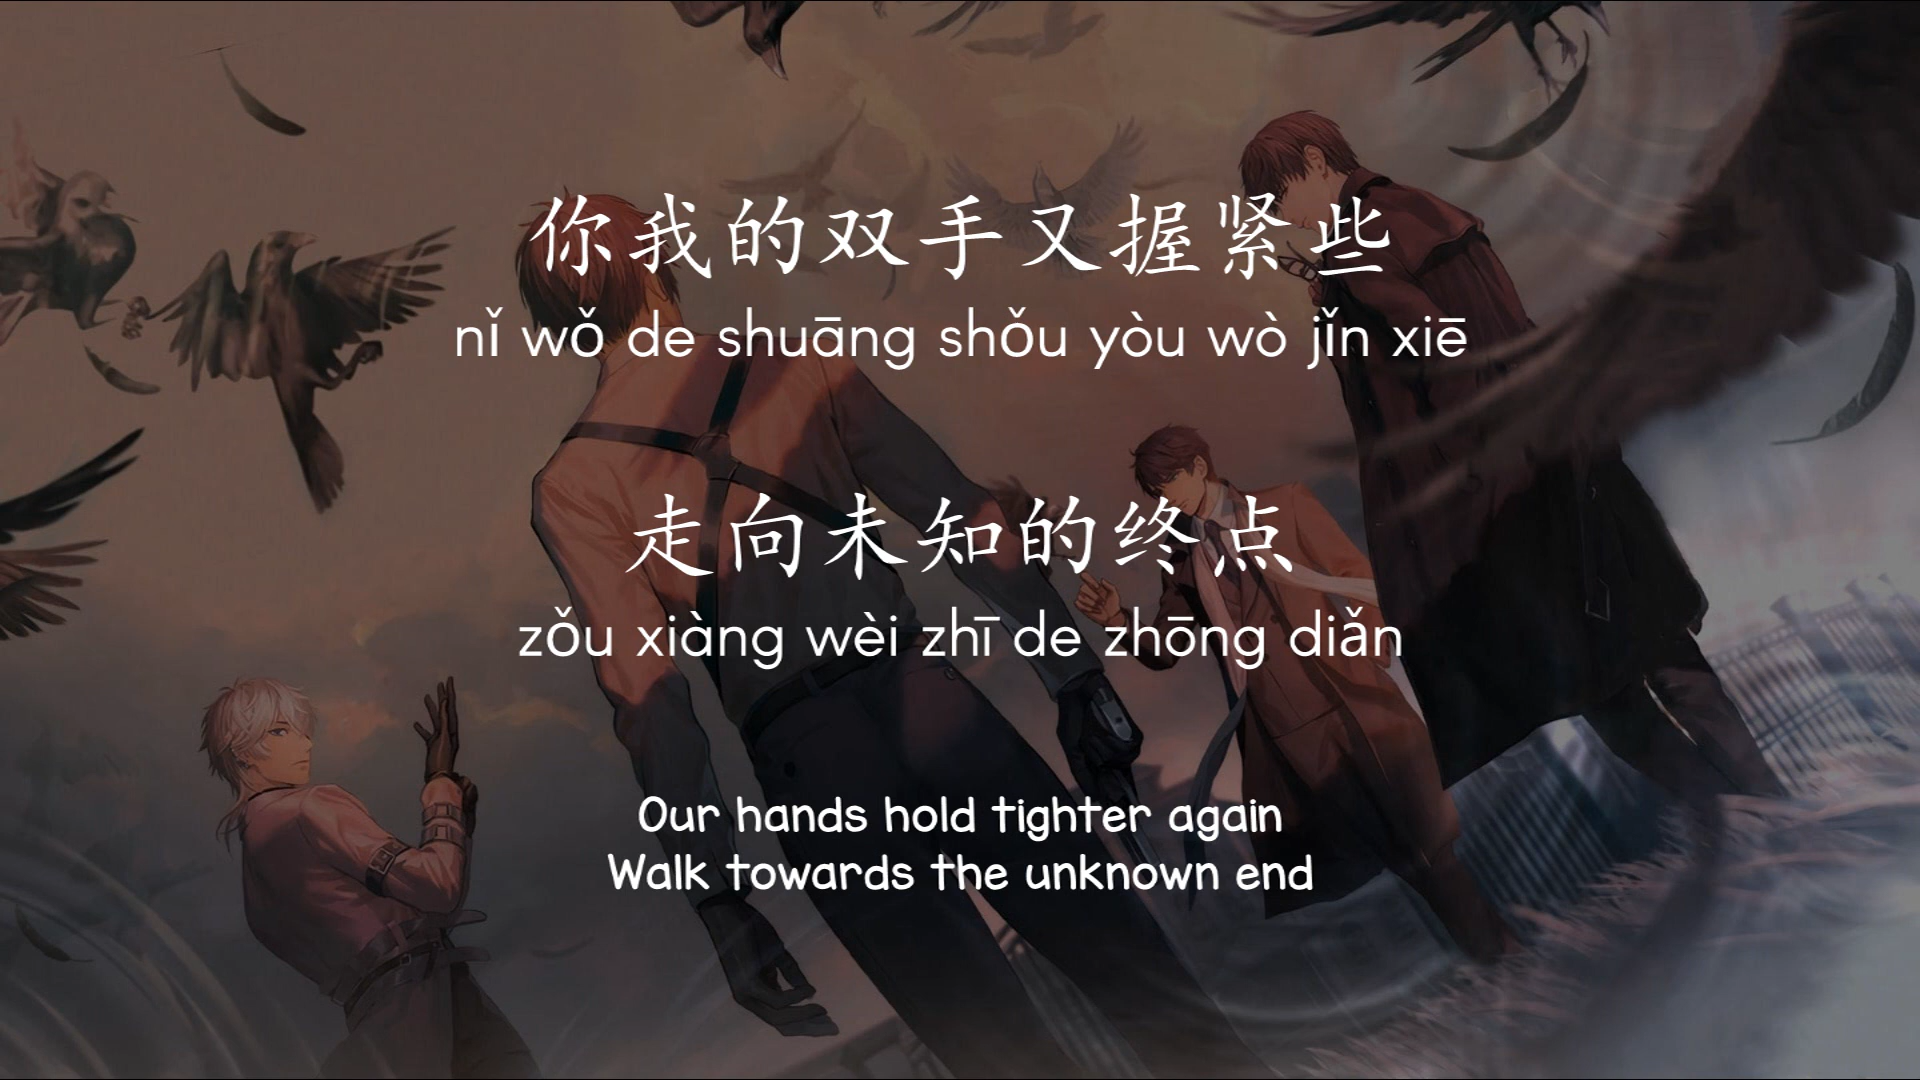 你我的双手又握紧些
nǐ wǒ de shuāng shǒu yòu wò jǐn xiē
走向未知的终点
zǒu xiàng wèi zhī de zhōng diǎn
Our hands hold tighter again
Walk towards the unknown end